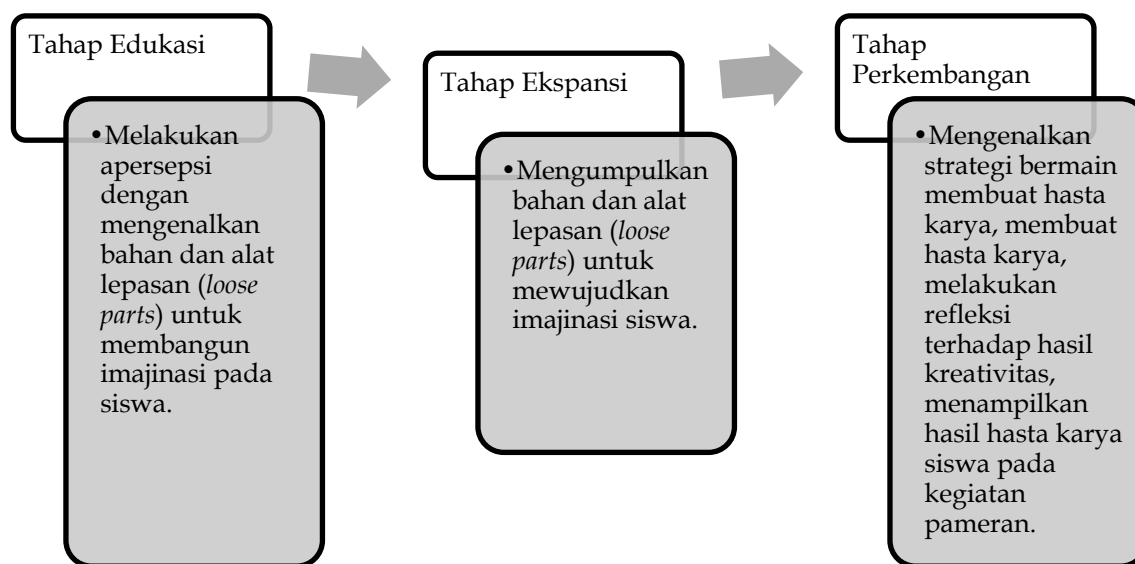 Tahap Edukasi
•Melakukan
apersepsi
dengan
mengenalkan
bahan dan alat
lepasan (loose
parts) untuk
membangun
imajinasi pada
siswa.
Tahap Ekspansi
•Mengumpulkan
bahan dan alat
lepasan (loose
parts) untuk
mewujudkan
imajinasi siswa.
Tahap
Perkembangan
•Mengenalkan
strategi bermain
membuat hasta
karya, membuat
hasta karya,
melakukan
refleksi
terhadap hasil
kreativitas,
menampilkan
hasil hasta karya
siswa pada
kegiatan
pameran.